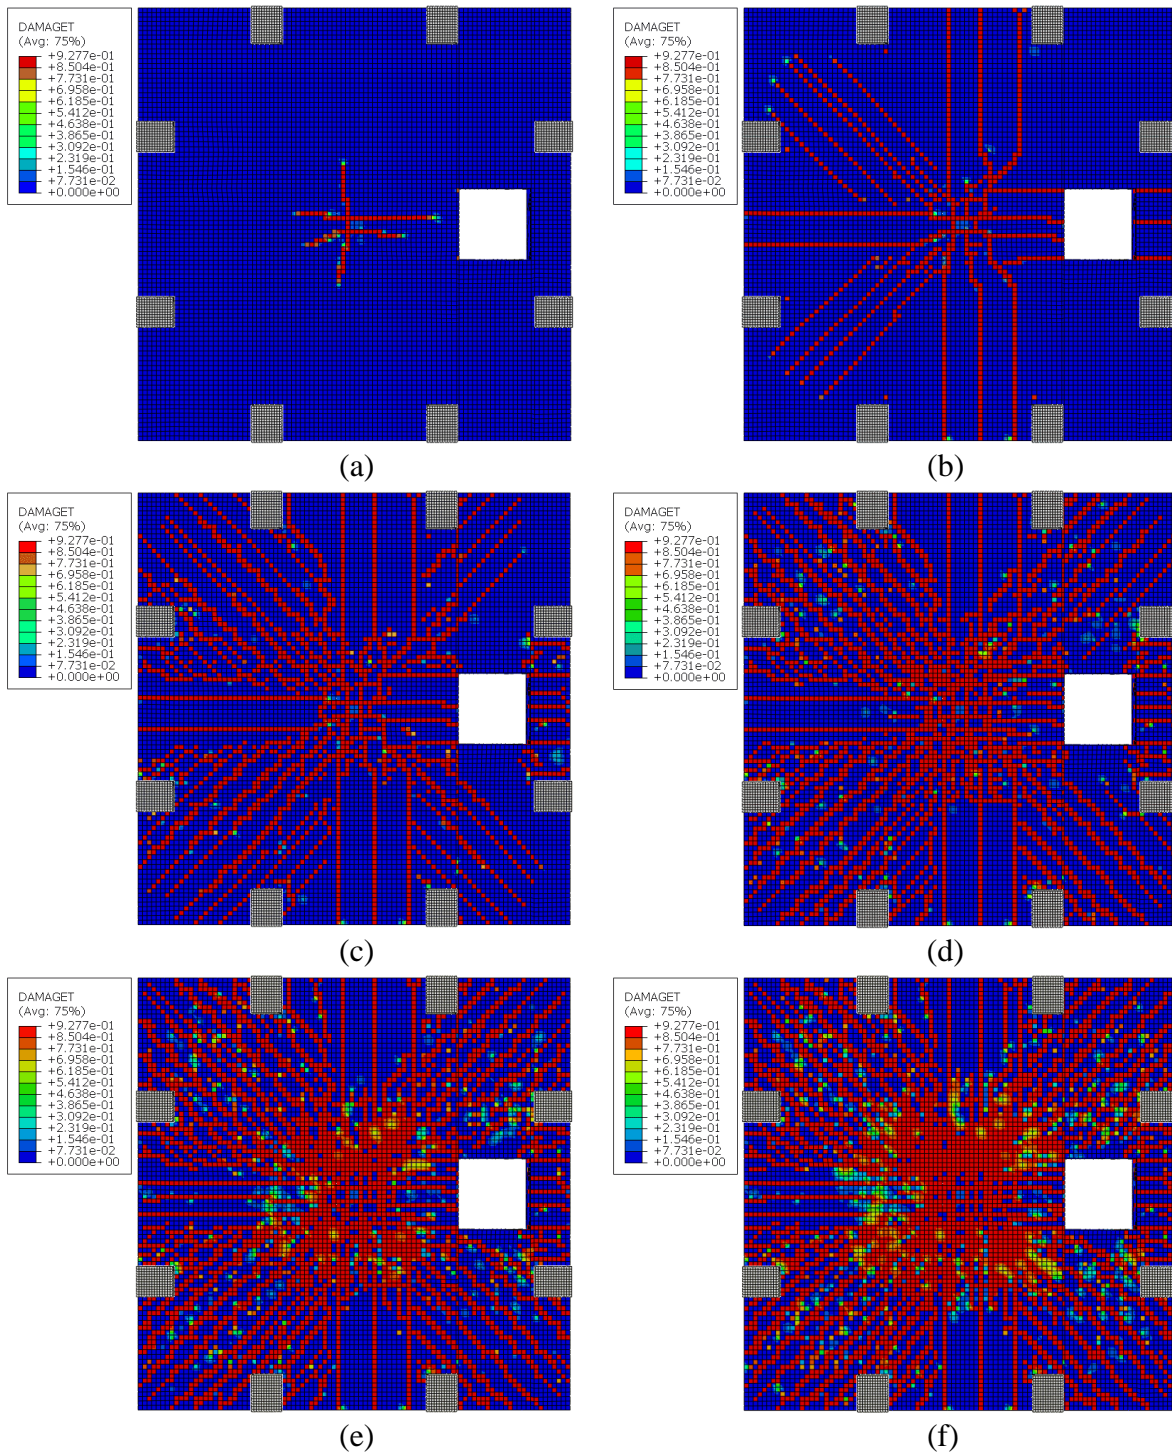 DAMAGET
(Avg: 75%)
+9.277e-01
+8.504e-01
+7.731e-01
+6.958e-01
+6.185e-01
+5.412e-01
+4.638e-01
+3.865e-01
+3.092e-01
+2.319e-01
+1.546e-01
+7.731e-02
+0.000e+00
(a)
DAMAGET
(Avg: 75%)
+9.277e-01
+8.504e-01
+7.731e-01
+6.958e-01
+6.185e-01
+5.412e-01
+4.638e-01
+3.865e-01
+3.092e-01
+2.319e-01
+1.546e-01
+7.731e-02
+0.000e+00
(b)
DAMAGET
(Avg: 75%)
+9.277e-01
+8.504e-01
+7.731e-01
+6.958e-01
+6.185e-01
+5.412e-01
+4.638e-01
+3.865e-01
+3.092e-01
+2.319e-01
+1.546e-01
+7.731e-02
+0.000e+00
(c)
DAMAGET
(Avg: 75%)
+9.277e-01
+8.504e-01
+7.731e-01
+6.958e-01
+6.185e-01
+5.412e-01
+4.638e-01
+3.865e-01
+3.092e-01
+2.319e-01
+1.546e-01
+7.731e-02
+0.000e+00
(d)
DAMAGET
(Avg: 75%)
+9.277e-01
+8.504e-01
+7.731e-01
+6.958e-01
+6.185e-01
+5.412e-01
+4.638e-01
+3.865e-01
+3.092e-01
+2.319e-01
+1.546e-01
+7.731e-02
+0.000e+00
(e)
DAMAGET
(Avg: 75%)
+9.277e-01
+8.504e-01
+7.731e-01
+6.958e-01
+6.185e-01
+5.412e-01
+4.638e-01
+3.865e-01
+3.092e-01
+2.319e-01
+1.546e-01
+7.731e-02
+0.000e+00
(f)